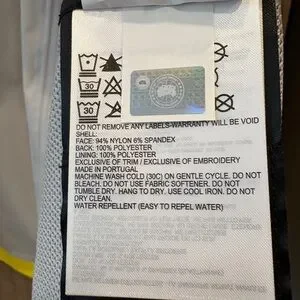 30
30
DO NOT REMOVE ANY LABELS-WARRANTY WILL BE VOID
SHELL:
FACE: 94% NYLON 6% SPANDEX
BACK: 100% POLYESTER
LINING: 100% POLYESTER
EXCLUSIVE OF TRIM / EXCLUSIVE OF EMBROIDERY
MADE IN PORTUGAL
MACHINE WASH COLD (30C) ON GENTLE CYCLE. DO NOT
BLEACH. DO NOT USE FABRIC SOFTENER. DO NOT
TUMBLE DRY. HANG TO DRY. USE COOL IRON. DO NOT
DRY CLEAN.
WATER REPELLENT (EASY TO REPEL WATER)